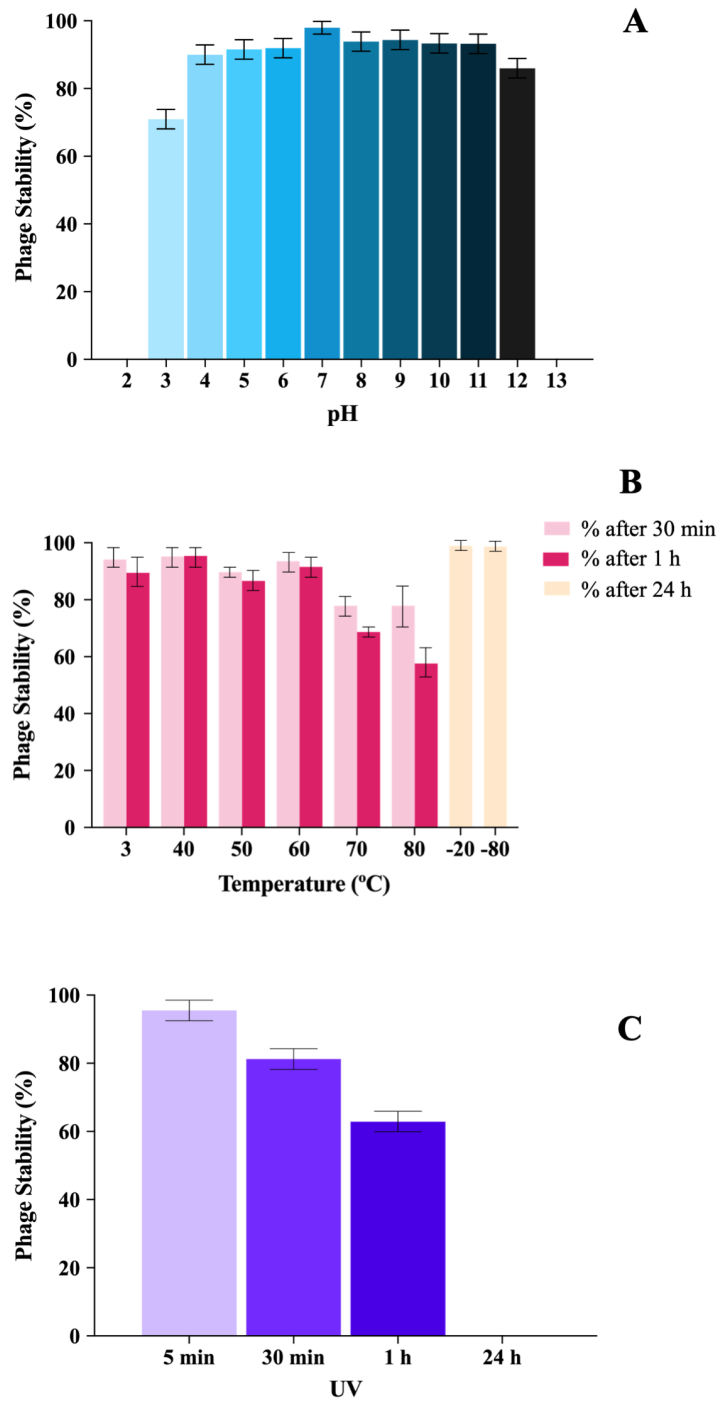 A
100
80
60
40
20
0
Phage Stability (%)
2 3 4 5 6 7 8 9 10 11 12 13
pH
B
% after 30 min
% after 1 h
% after 24 h
100
80
60
40
20
0
Phage Stability (%)
3 40 50 60 70 80 -20 -80
Temperature (ºC)
C
100
80
60
40
20
0
Phage Stability (%)
5 min 30 min 1 h 24 h
UV